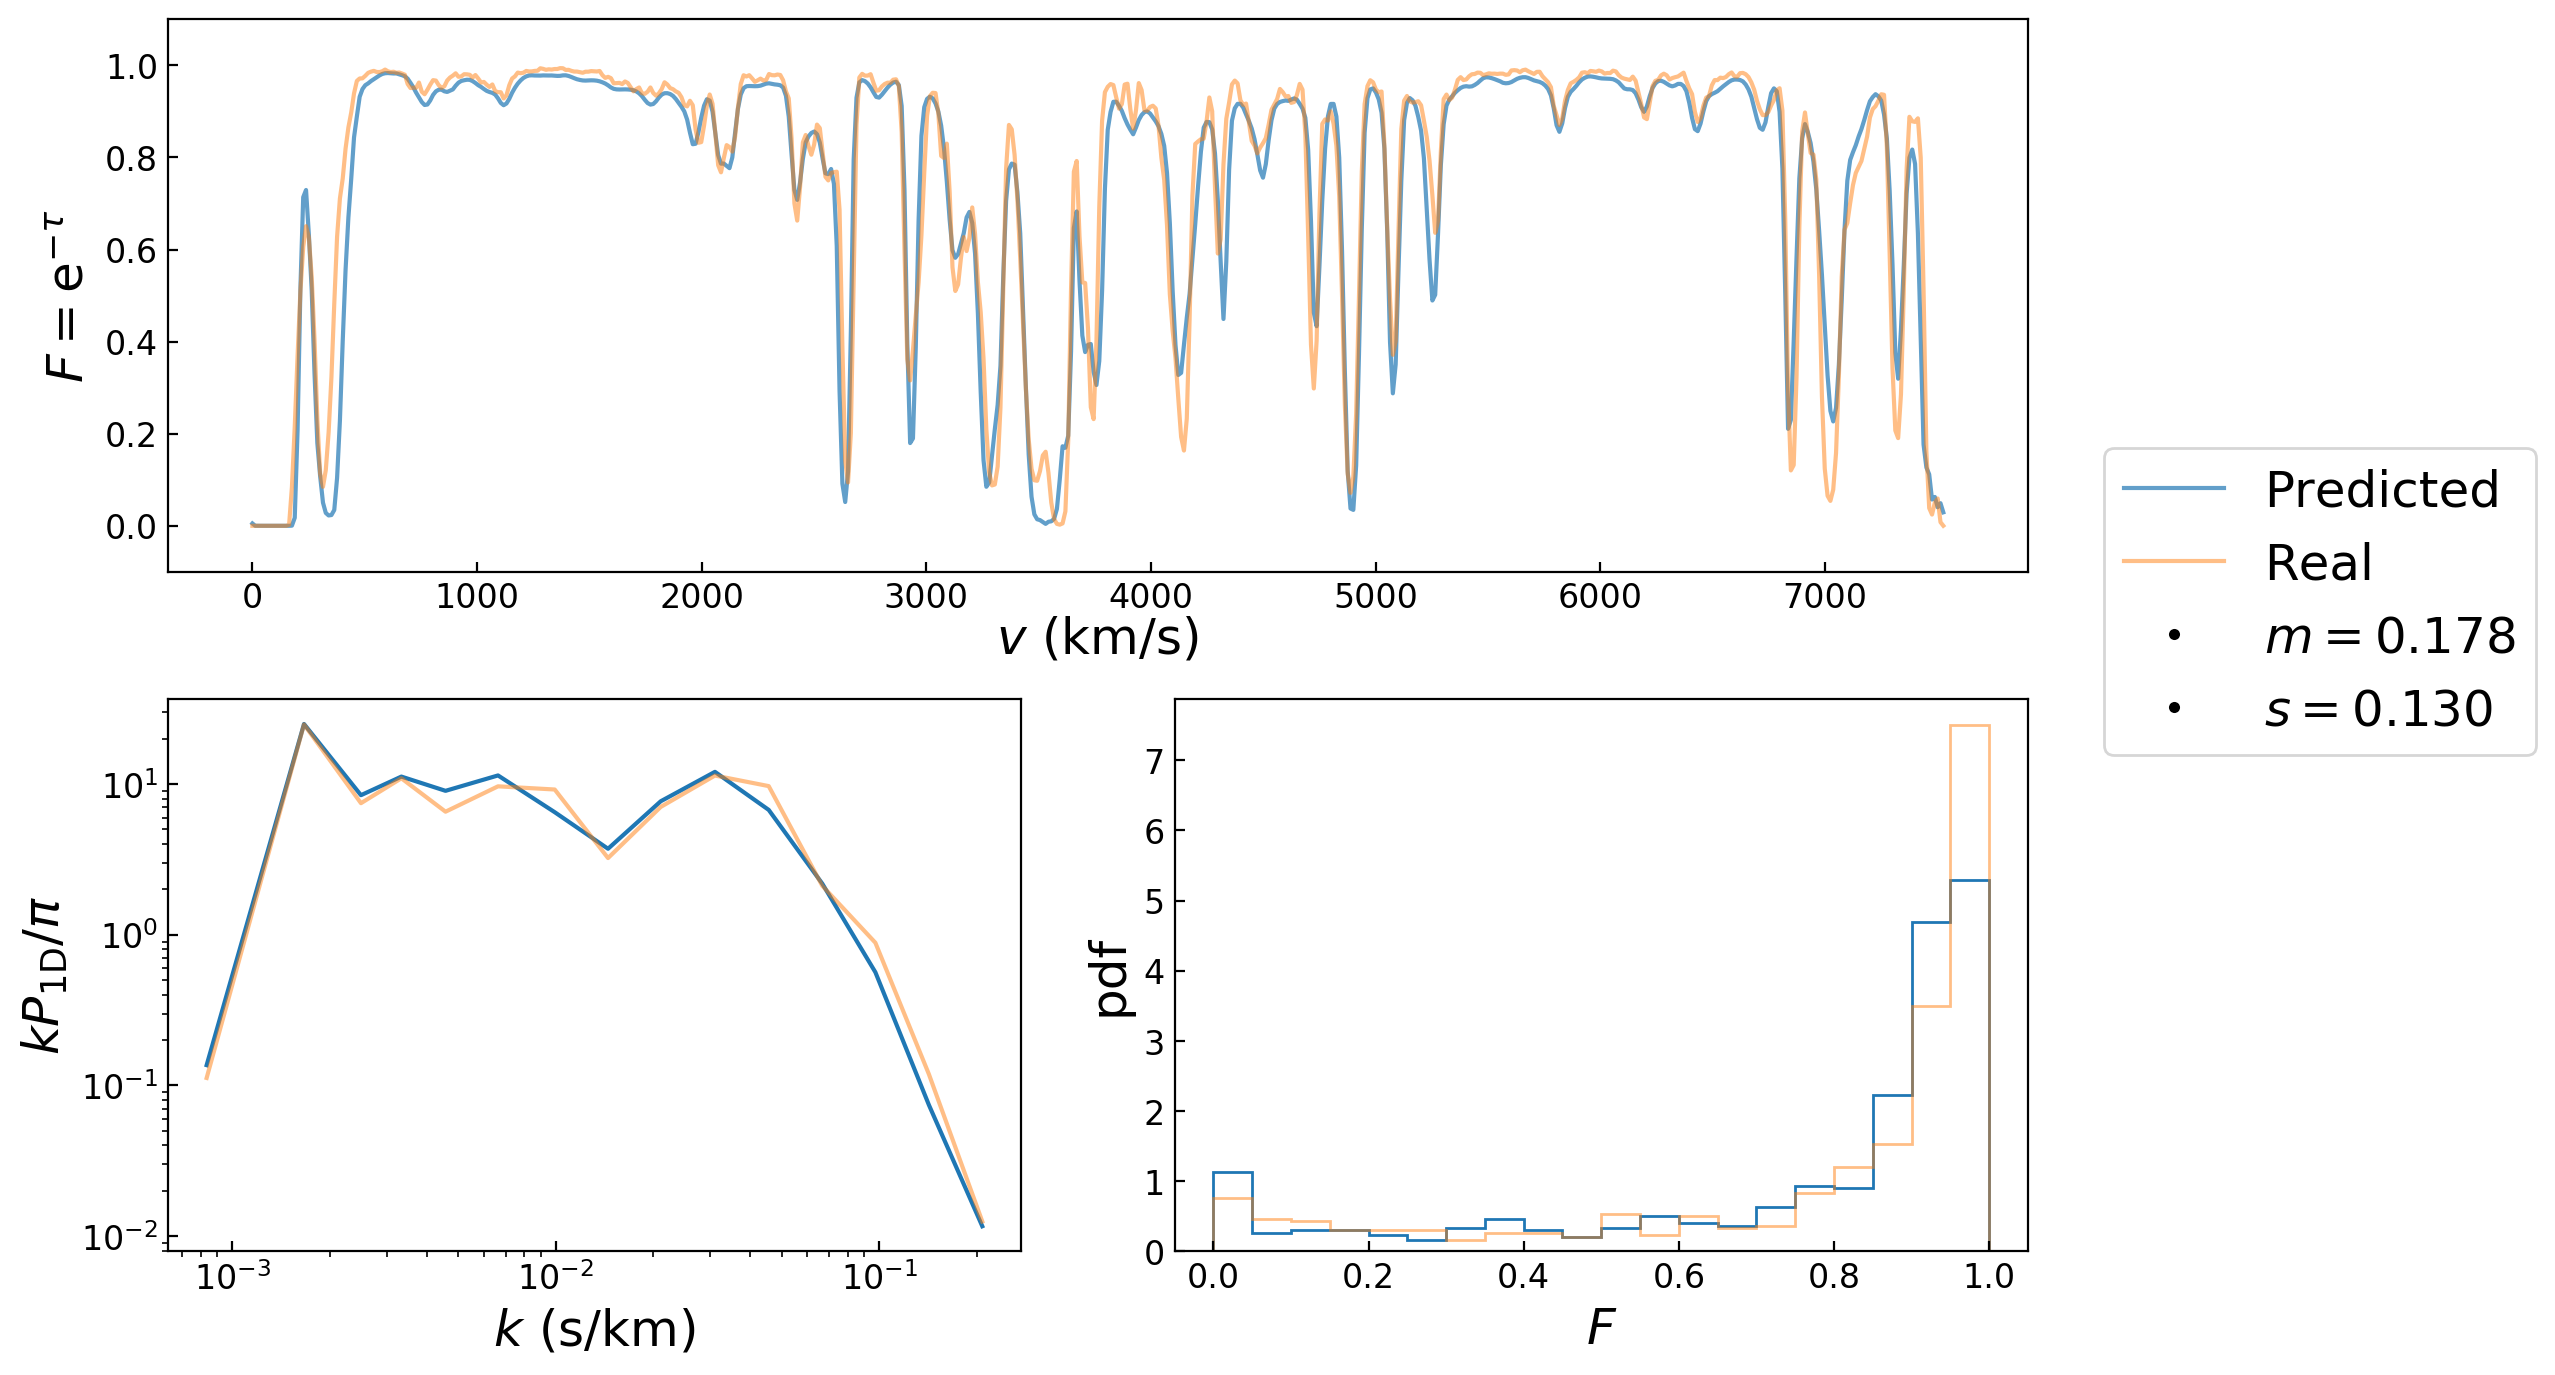 F = e^{−τ}
1.0
0.8
0.6
0.4
0.2
0.0
0 1000 2000 3000 4000 5000 6000 7000
v (km/s)
Predicted
Real
m = 0.178
s = 0.130
kP_{1D}/π
10^1
10^0
10^{−1}
10^{−2}
10^{−3} 10^{−2} 10^{−1}
k (s/km)
pdf
7
6
5
4
3
2
1
0
0.0 0.2 0.4 0.6 0.8 1.0
F